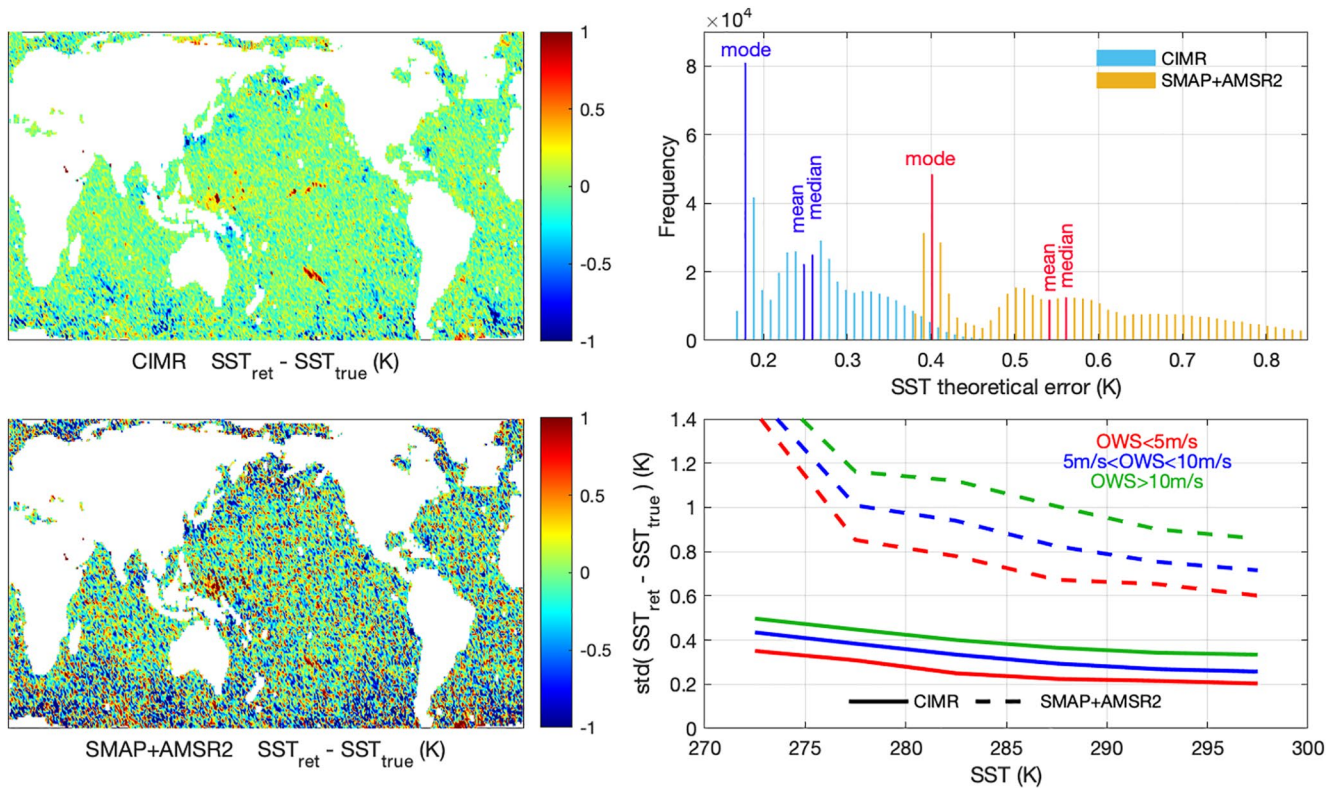 1
0.5
0
-0.5
-1
CIMR SST_ret - SST_true (K)
×10^4
8
6
4
2
0
Frequency
mode
mean
median
mode
mean
median
CIMR
SMAP+AMSR2
0.2 0.3 0.4 0.5 0.6 0.7 0.8
SST theoretical error (K)
1
0.5
0
-0.5
-1
SMAP+AMSR2 SST_ret - SST_true (K)
1.4
1.2
1
0.8
0.6
0.4
0.2
0
std( SST_ret - SST_true ) (K)
OWS<5m/s
5m/s<OWS<10m/s
OWS>10m/s
CIMR SMAP+AMSR2
270 275 280 285 290 295 300
SST (K)